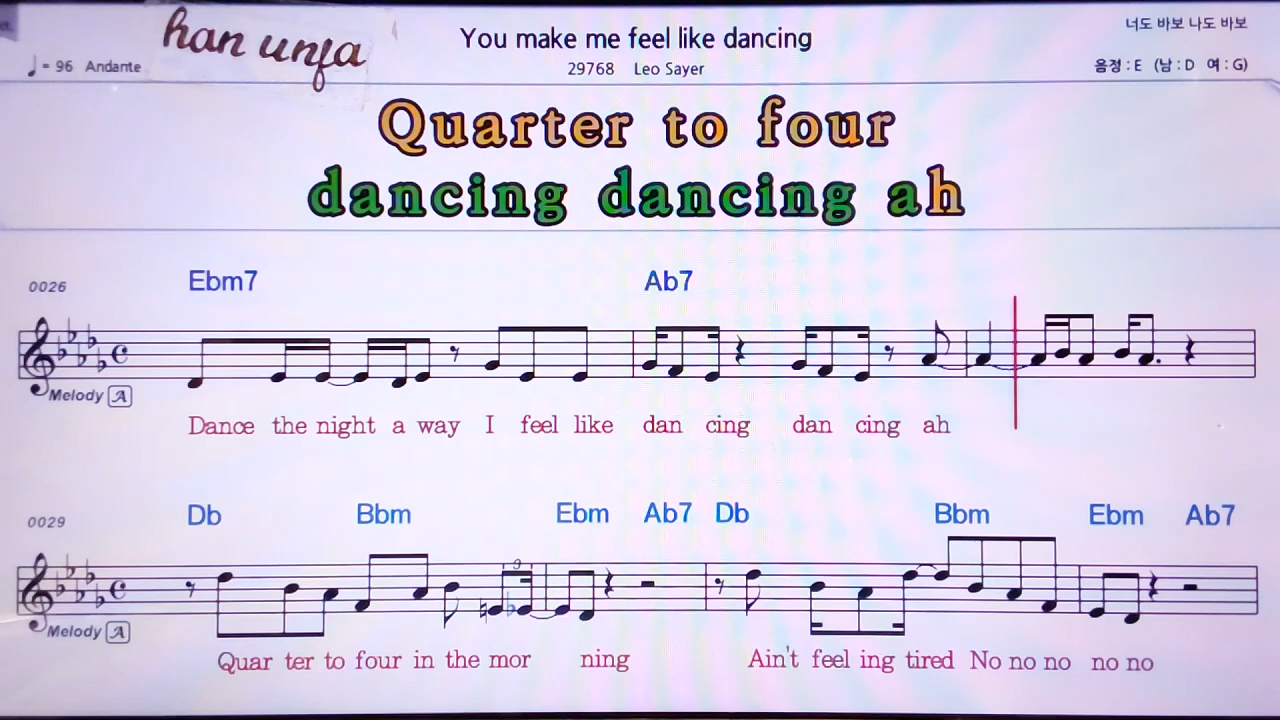 han unfa
You make me feel like dancing
너도 바보 나도 바보
♩= 96 Andante
29768 Leo Sayer
음정 : E (남 : D 여 : G)
Quarter to four
dancing dancing ah
0026
Ebm7 Ab7
Melody A
Dance the night a way I feel like dan cing dan cing ah
0029
Db Bbm Ebm Ab7 Db Bbm Ebm Ab7
3
Melody A
Quar ter to four in the mor ning Ain't feel ing tired No no no no no